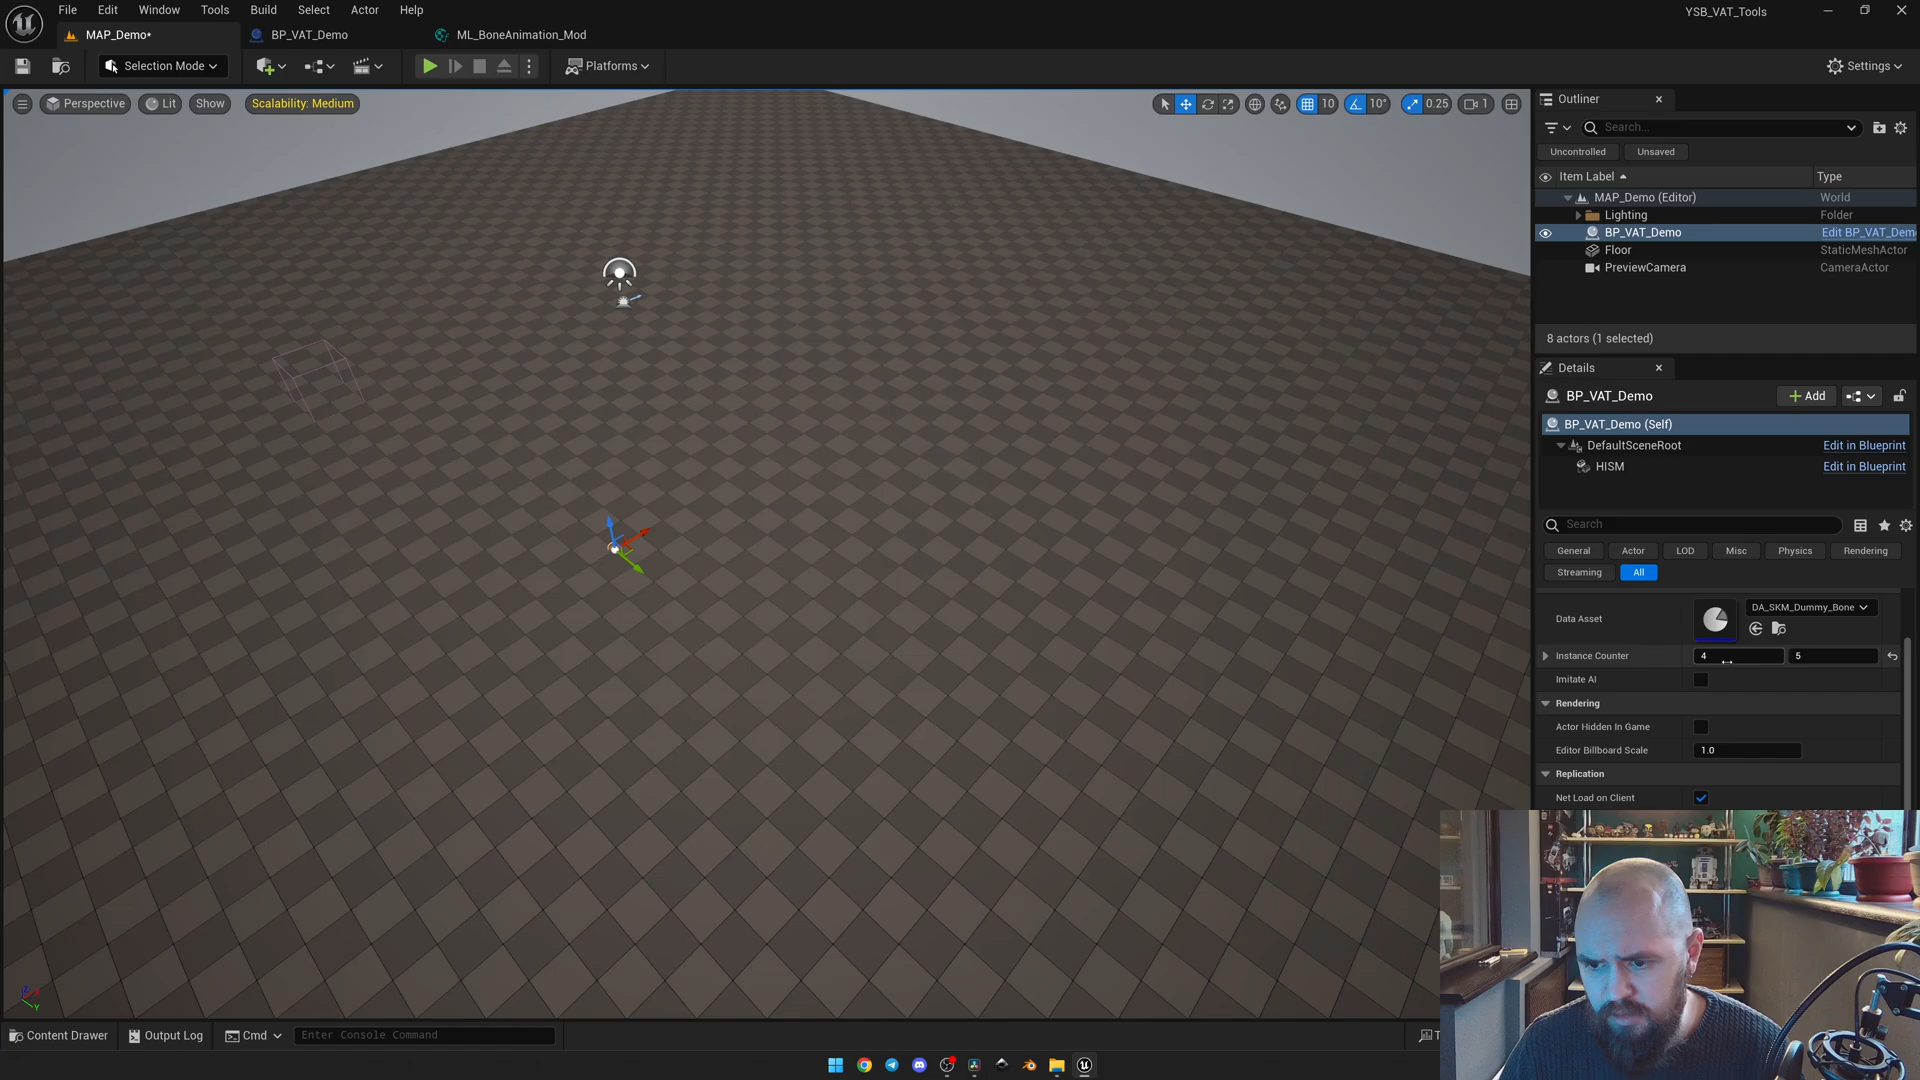 File Edit Window Tools Build Select Actor Help
YSB_VAT_Tools
MAP_Demo•
BP_VAT_Demo
ML_BoneAnimation_Mod
Selection Mode
Platforms
Settings
Perspective Lit Show Scalability: Medium
10 10° 0.25 1
Outliner
Search...
Uncontrolled Unsaved
Item Label Type
MAP_Demo (Editor) World
Lighting Folder
BP_VAT_Demo Edit BP_VAT_Dem
Floor StaticMeshActor
PreviewCamera CameraActor
8 actors (1 selected)
Details
BP_VAT_Demo
Add
BP_VAT_Demo (Self)
DefaultSceneRoot Edit in Blueprint
HISM Edit in Blueprint
Search
General Actor LOD Misc Physics Rendering
Streaming All
Data Asset DA_SKM_Dummy_Bone
Instance Counter 4 5
Imitate AI
Rendering
Actor Hidden In Game
Editor Billboard Scale 1.0
Replication
Net Load on Client
Z X Y
Content Drawer Output Log Cmd Enter Console Command